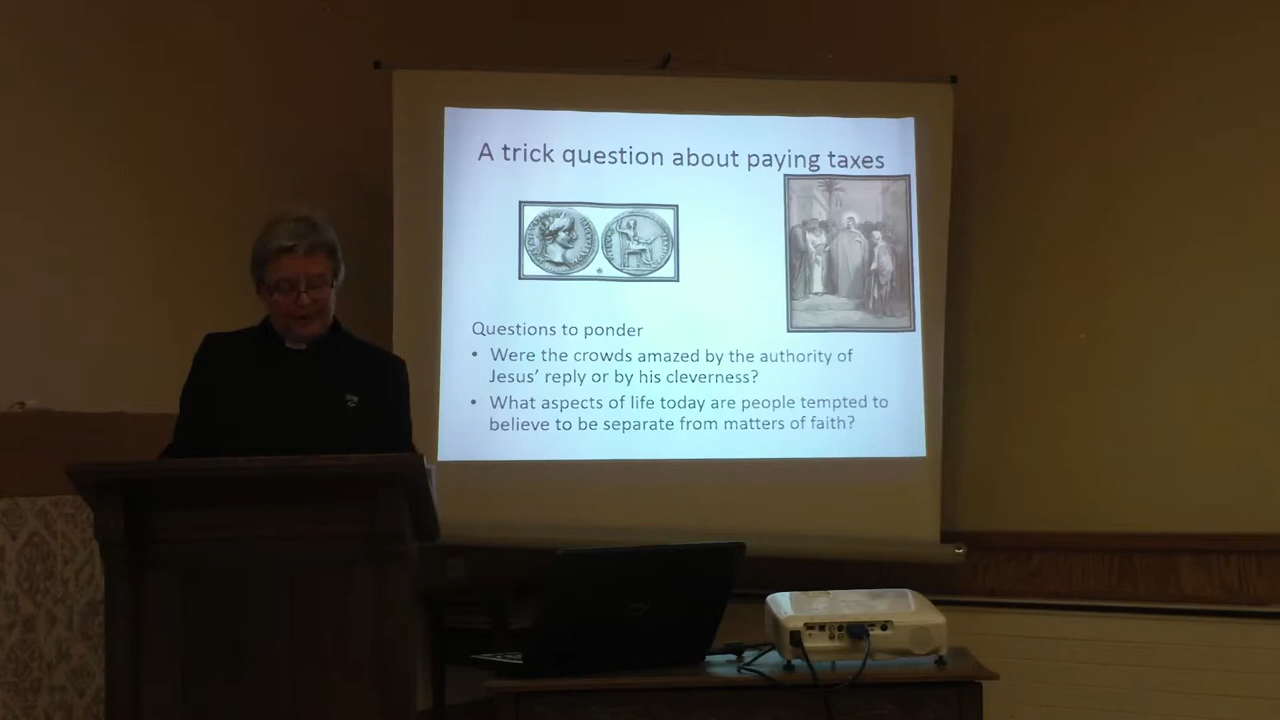 A trick question about paying taxes
Questions to ponder
• Were the crowds amazed by the authority of
Jesus' reply or by his cleverness?
• What aspects of life today are people tempted to
believe to be separate from matters of faith?